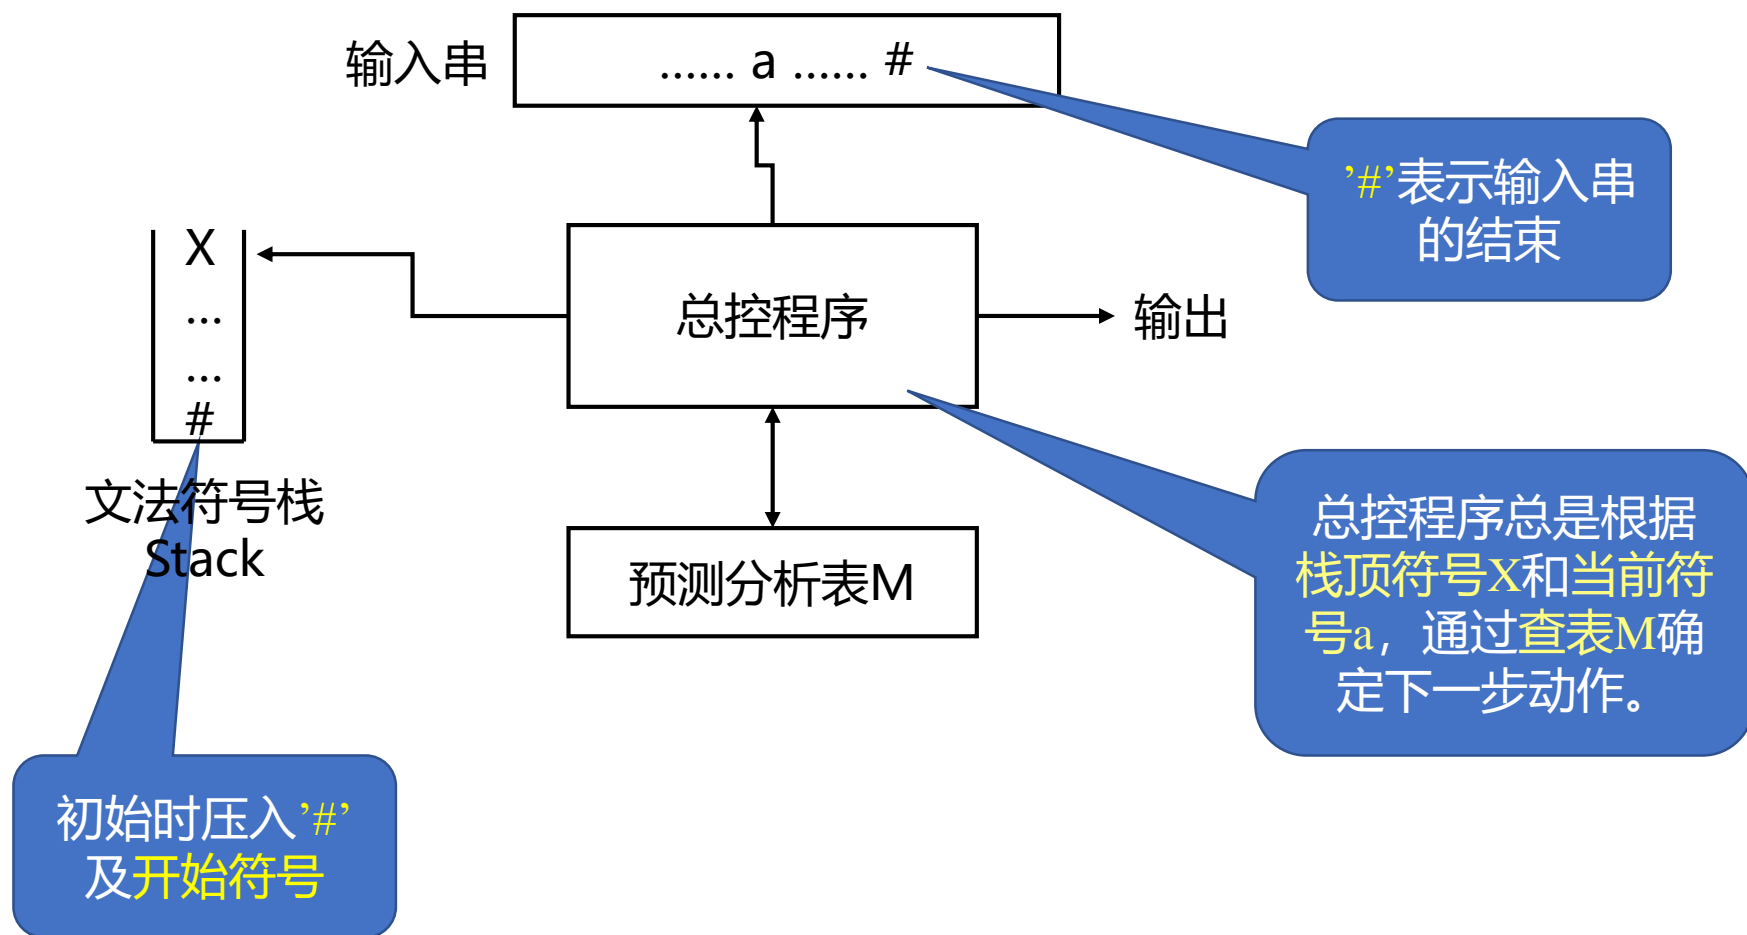 输入串
...... a ...... #
’#’表示输入串
的结束
X
...
...
#
总控程序
输出
文法符号栈
Stack
预测分析表M
总控程序总是根据
栈顶符号X和当前符
号a，通过查表M确
定下一步动作。
初始时压入’#’
及开始符号